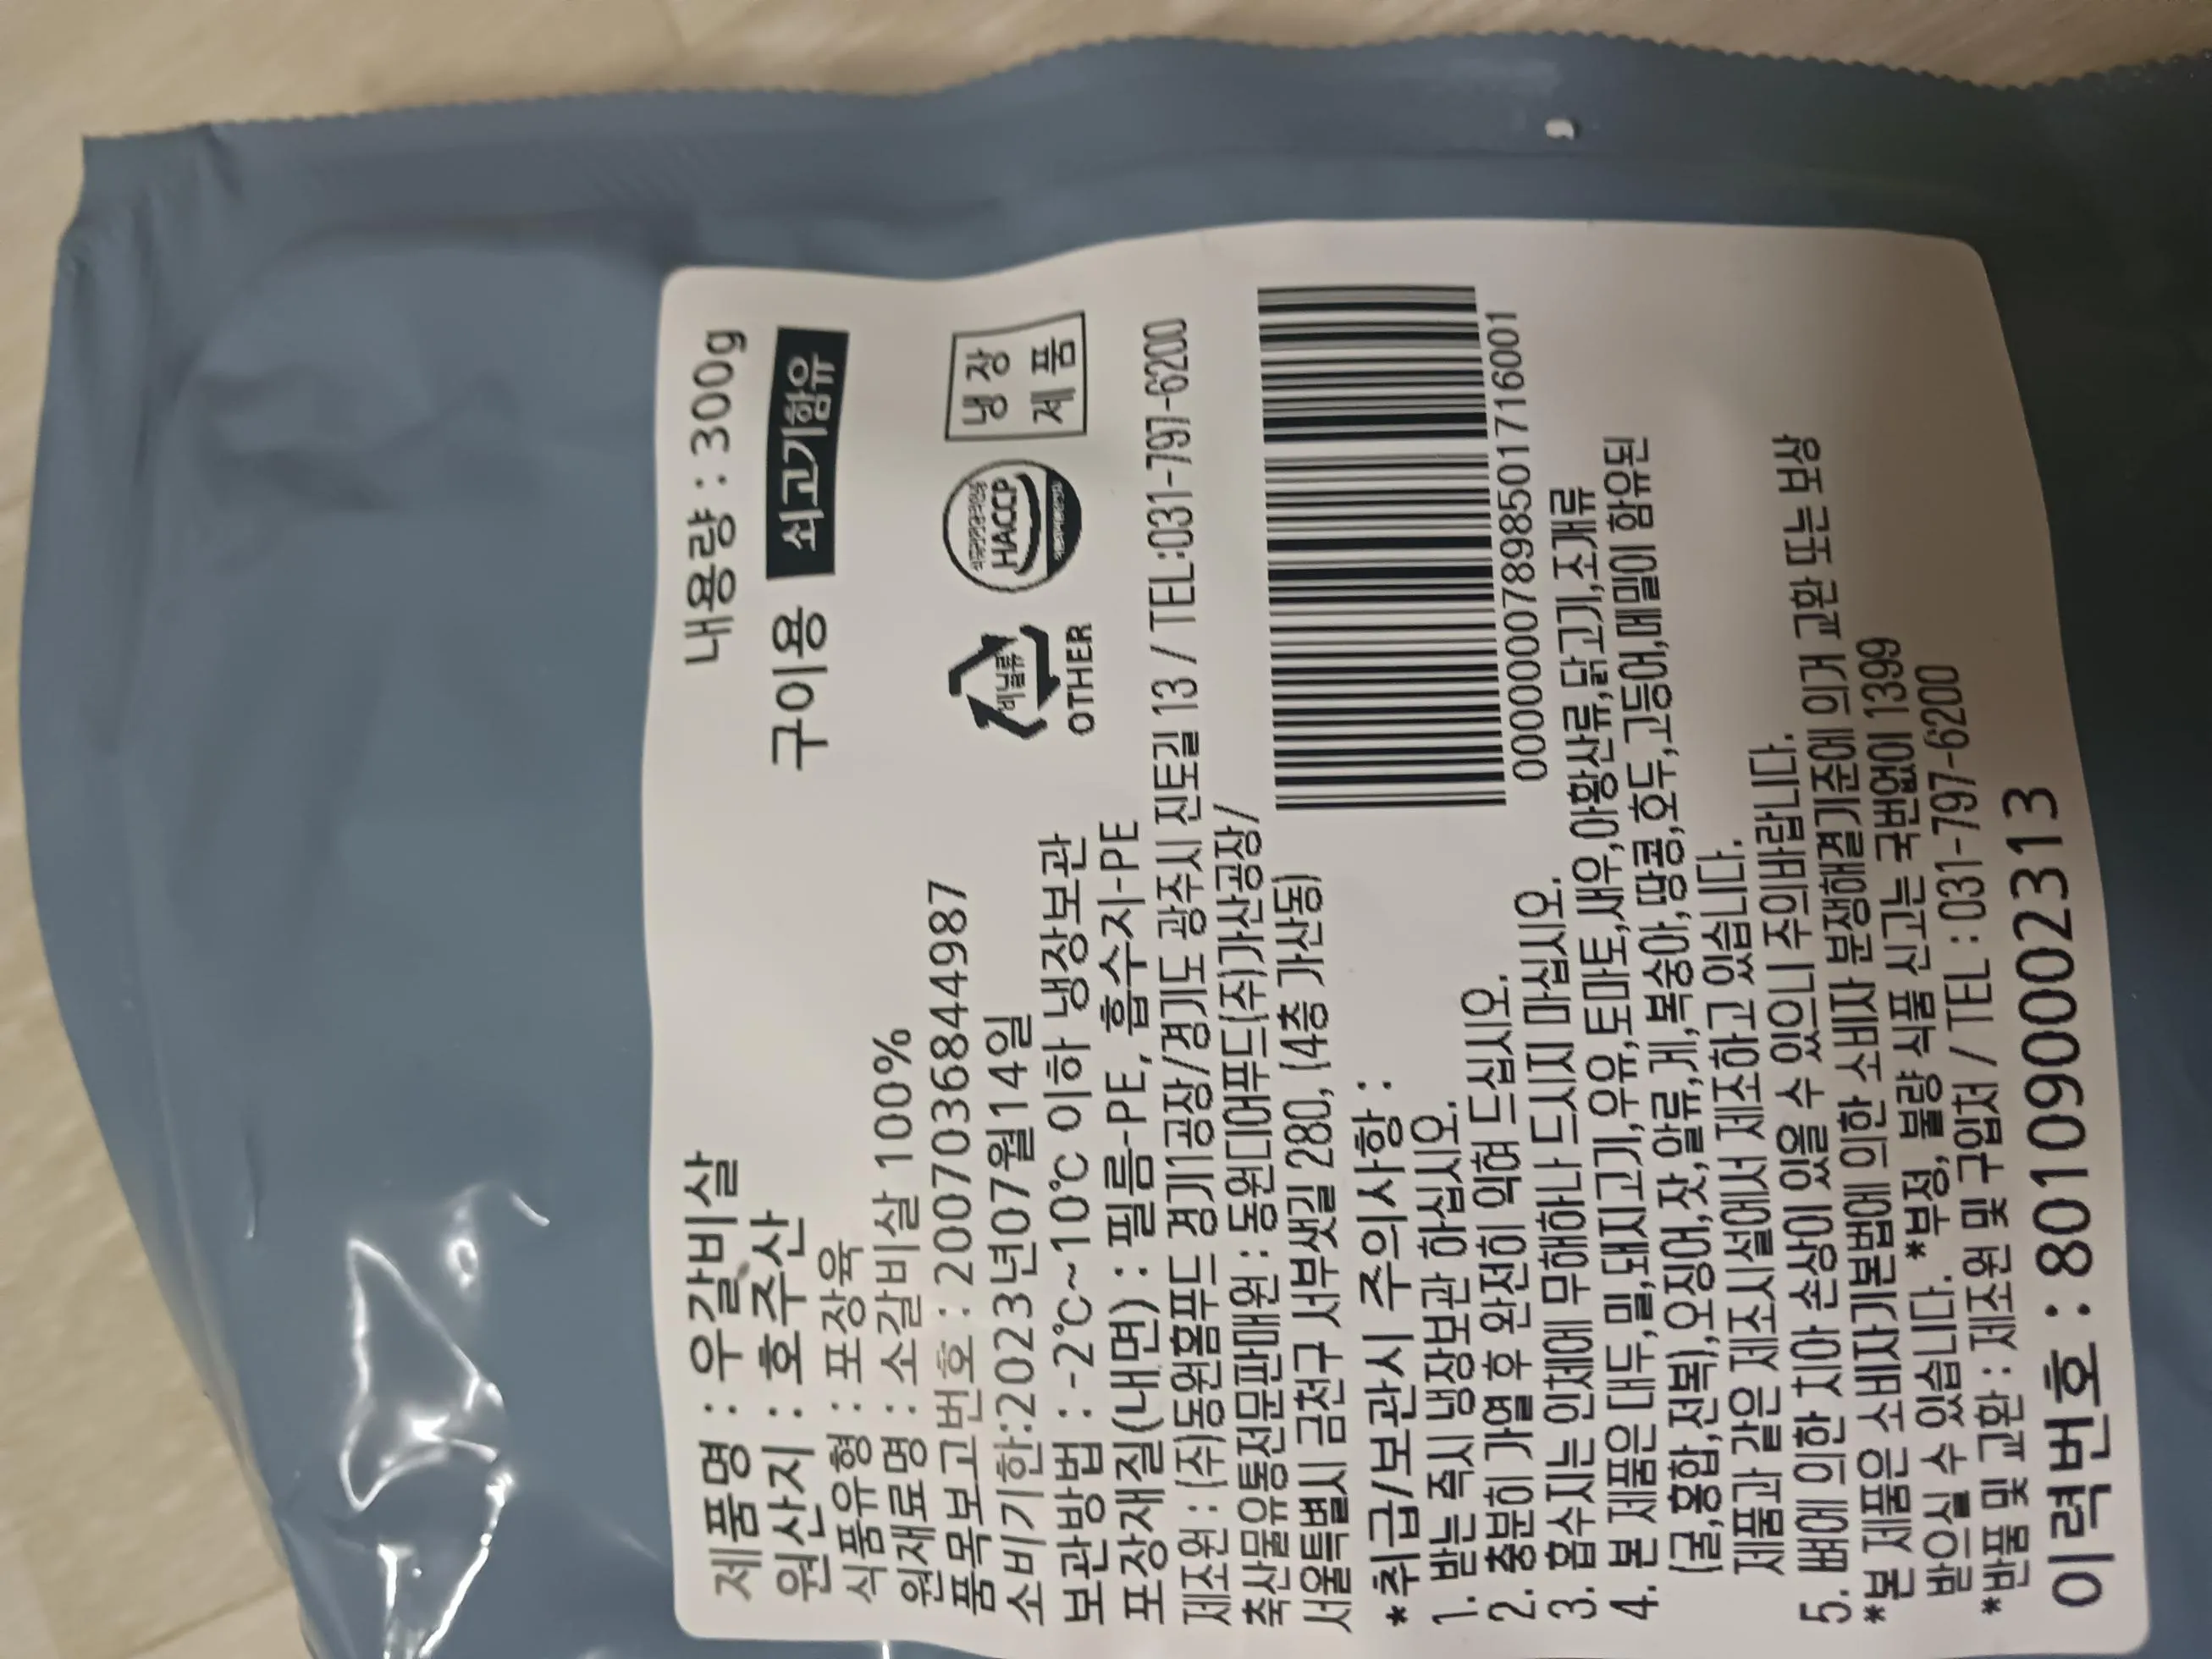 제품명 : 우갈비살 내용량 : 300g
원산지 : 호주산 구이용 쇠고기함유
식품유형 : 포장육
원재료명 : 소갈비살 100%
품목보고번호 : 2007036844987
소비기한:2023년07월14일
보관방법 : -2℃~10℃ 이하 냉장보관
포장재질(내면) : 필름-PE, 흡수지-PE
비닐류
OTHER
HACCP
냉장
제품
제조원 : (주)동원홈푸드 경기1공장/경기도 광주시 진토길 13 / TEL:031-797-6200
축산물유통전문판매원 : 동원디어푸드(주)가산공장/
서울특별시 금천구 서부샛길 280, (4층 가산동)
00000007898501716001
*취급/보관시 주의사항 :
1. 받는 즉시 냉장보관 하십시오.
2. 충분히 가열 후 완전히 익혀 드십시오.
3. 흡수지는 인체에 무해하나 드시지 마십시오.
4. 본 제품은 대두,밀,돼지고기,우유,토마토,새우,아황산류,닭고기,조개류
(굴,홍합,전복),오징어,잣,알류,게,복숭아,땅콩,호두,고등어,메밀이 함유된
제품과 같은 제조시설에서 제조하고 있습니다.
5. 뼈에 의한 치아 손상이 있을 수 있으니 주의바랍니다.
*본 제품은 소비자기본법에 의한 소비자 분쟁해결기준에 의거 교환 또는 보상
받으실 수 있습니다. *부정, 불량 식품 신고는 국번없이 1399
*반품 및 교환 : 제조원 및 구입처 / TEL : 031-797-6200
이력번호 : 801090002313